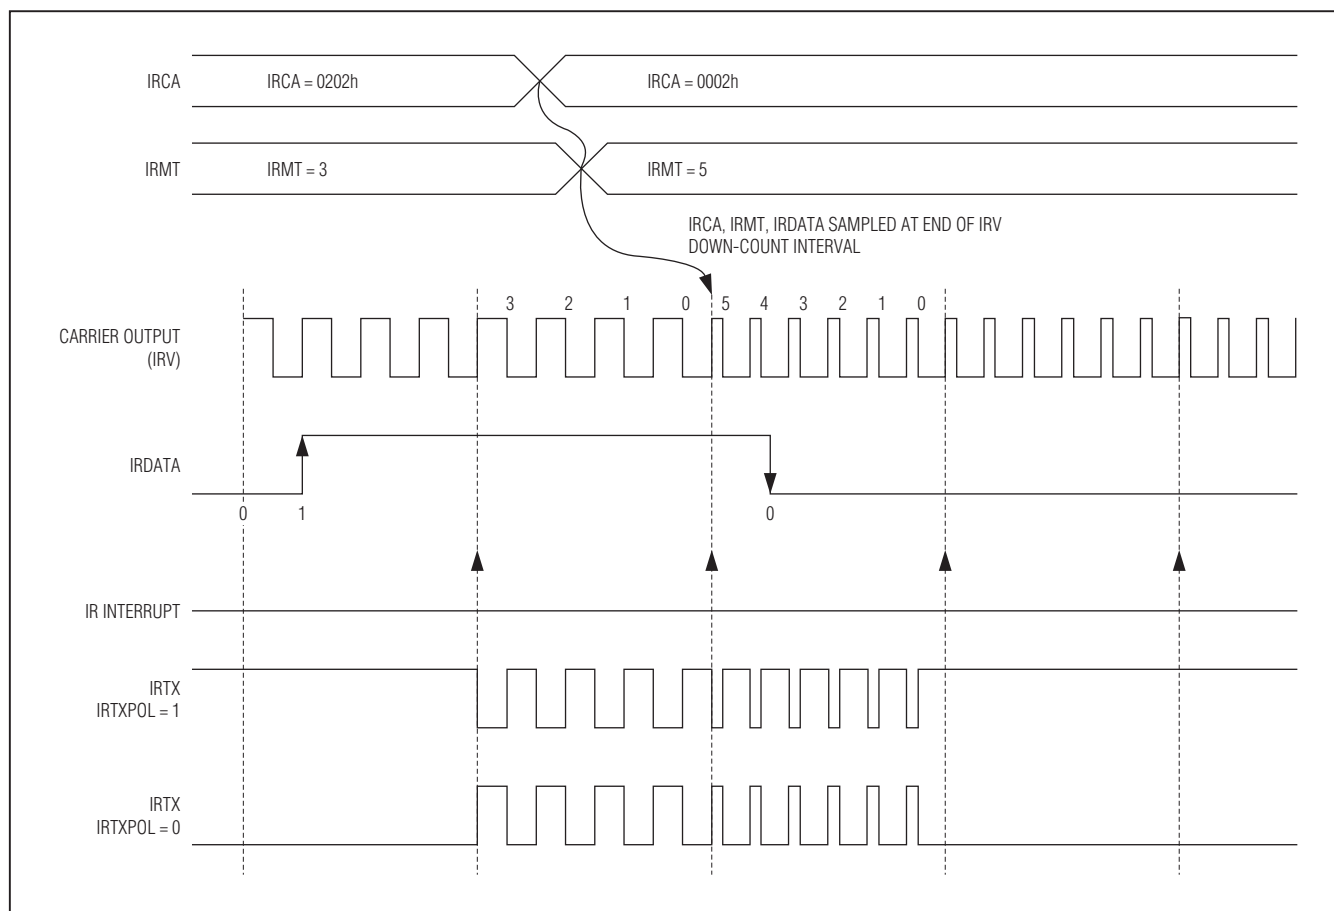 IRCA
IRCA = 0202h
IRCA = 0002h
IRMT
IRMT = 3
IRMT = 5
IRCA, IRMT, IRDATA SAMPLED AT END OF IRV
DOWN-COUNT INTERVAL
3 2 1 0 5 4 3 2 1 0
CARRIER OUTPUT
(IRV)
IRDATA
0 1 0
IR INTERRUPT
IRTX
IRTXPOL = 1
IRTX
IRTXPOL = 0